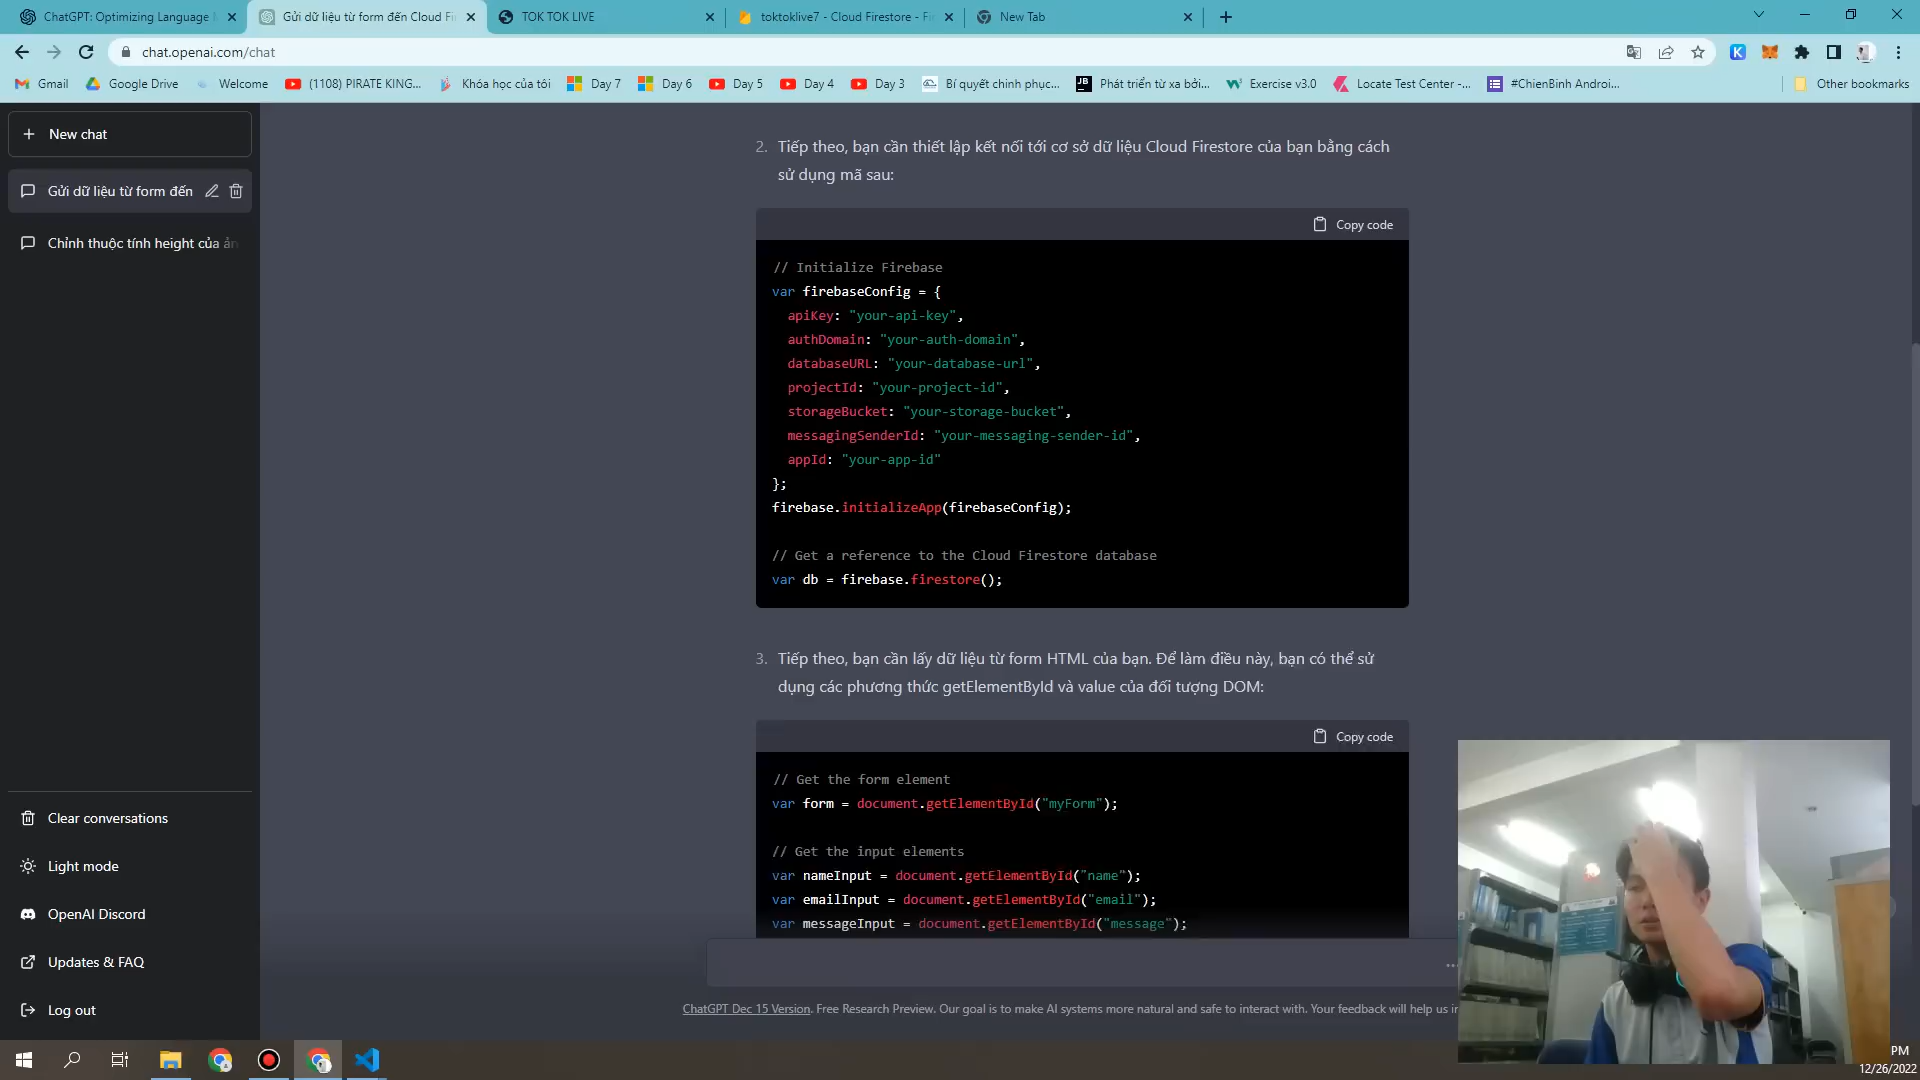 ChatGPT: Optimizing Language
Gửi dữ liệu từ form đến Cloud Fi
TOK TOK LIVE
toktoklive7 - Cloud Firestore - Fi
New Tab
chat.openai.com/chat
Gmail
Google Drive
Welcome
(1108) PIRATE KING...
Khóa học của tôi
Day 7
Day 6
Day 5
Day 4
Day 3
Bí quyết chinh phục...
Phát triển từ xa bởi...
Exercise v3.0
Locate Test Center -...
#ChienBinh Androi...
Other bookmarks
New chat
Gửi dữ liệu từ form đến
Chỉnh thuộc tính height của ản
Clear conversations
Light mode
OpenAI Discord
Updates & FAQ
Log out
2. Tiếp theo, bạn cần thiết lập kết nối tới cơ sở dữ liệu Cloud Firestore của bạn bằng cách
sử dụng mã sau:
Copy code
// Initialize Firebase
var firebaseConfig = {
apiKey: "your-api-key",
authDomain: "your-auth-domain",
databaseURL: "your-database-url",
projectId: "your-project-id",
storageBucket: "your-storage-bucket",
messagingSenderId: "your-messaging-sender-id",
appId: "your-app-id"
};
firebase.initializeApp(firebaseConfig);
// Get a reference to the Cloud Firestore database
var db = firebase.firestore();
3. Tiếp theo, bạn cần lấy dữ liệu từ form HTML của bạn. Để làm điều này, bạn có thể sử
dụng các phương thức getElementById và value của đối tượng DOM:
Copy code
// Get the form element
var form = document.getElementById("myForm");
// Get the input elements
var nameInput = document.getElementById("name");
var emailInput = document.getElementById("email");
var messageInput = document.getElementById("message");
ChatGPT Dec 15 Version. Free Research Preview. Our goal is to make AI systems more natural and safe to interact with. Your feedback will help us i
PM
12/26/2022